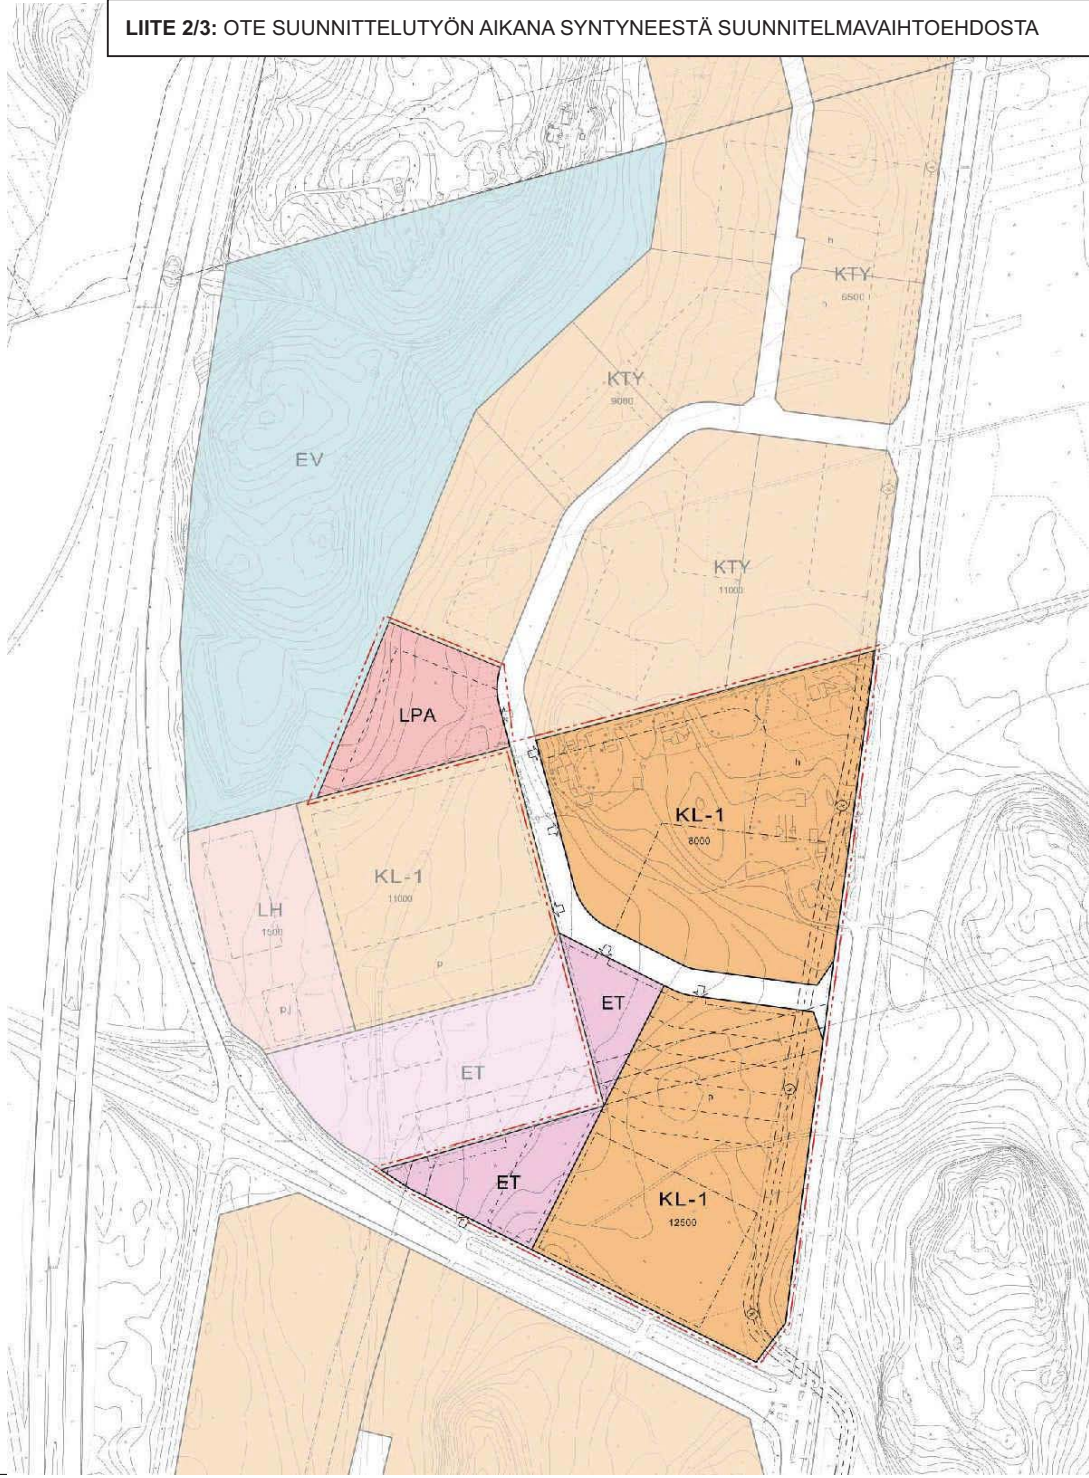 LIITE 2/3: OTE SUUNNITTELUTYÖN AIKANA SYNTYNEESTÄ SUUNNITELMAVAIHTOEHDOSTA
h
KTY
KTY
9000
EV
KTY
11000
LPA
h
KL-1
8000
KL-1
11000
LH
1500
p
pj
ET
ET
p
ET
KL-1
12500